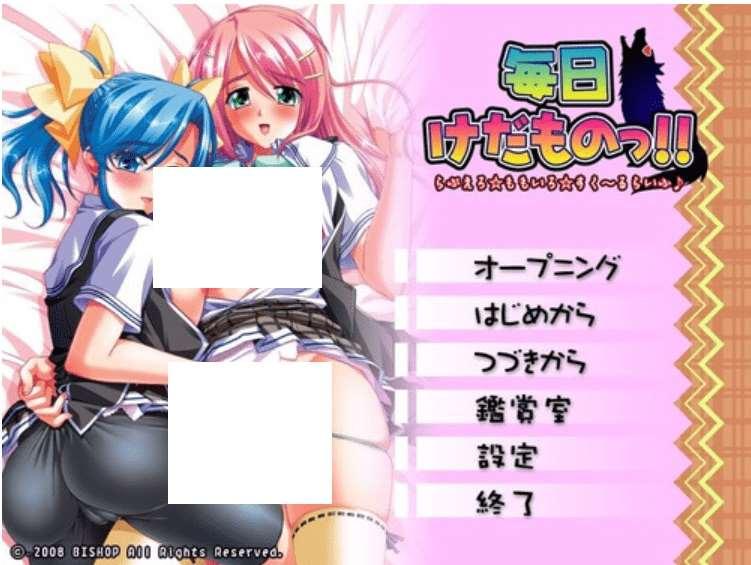 毎日
けだものっ!!
らぶえろ☆ももいろ☆すく〜るらいふ♪
オープニング
はじめから
つづきから
鑑賞室
設定
終了
© 2008 BISHOP All Rights Reserved.